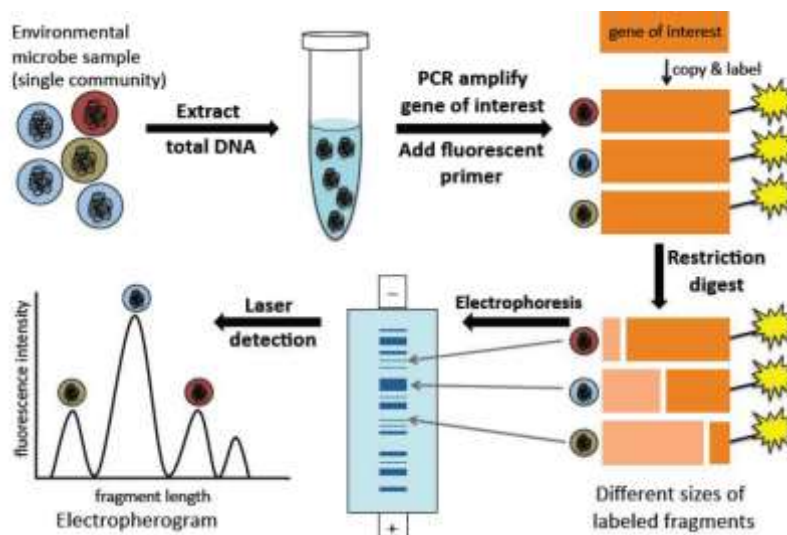 Environmental
microbe sample
(single community)
Extract
total DNA
PCR amplify
gene of interest
Add fluorescent
primer
gene of interest
copy & label
Restriction
digest
Different sizes of
labeled fragments
Electrophoresis
−
+
Laser
detection
fluorescence intensity
fragment length
Electropherogram